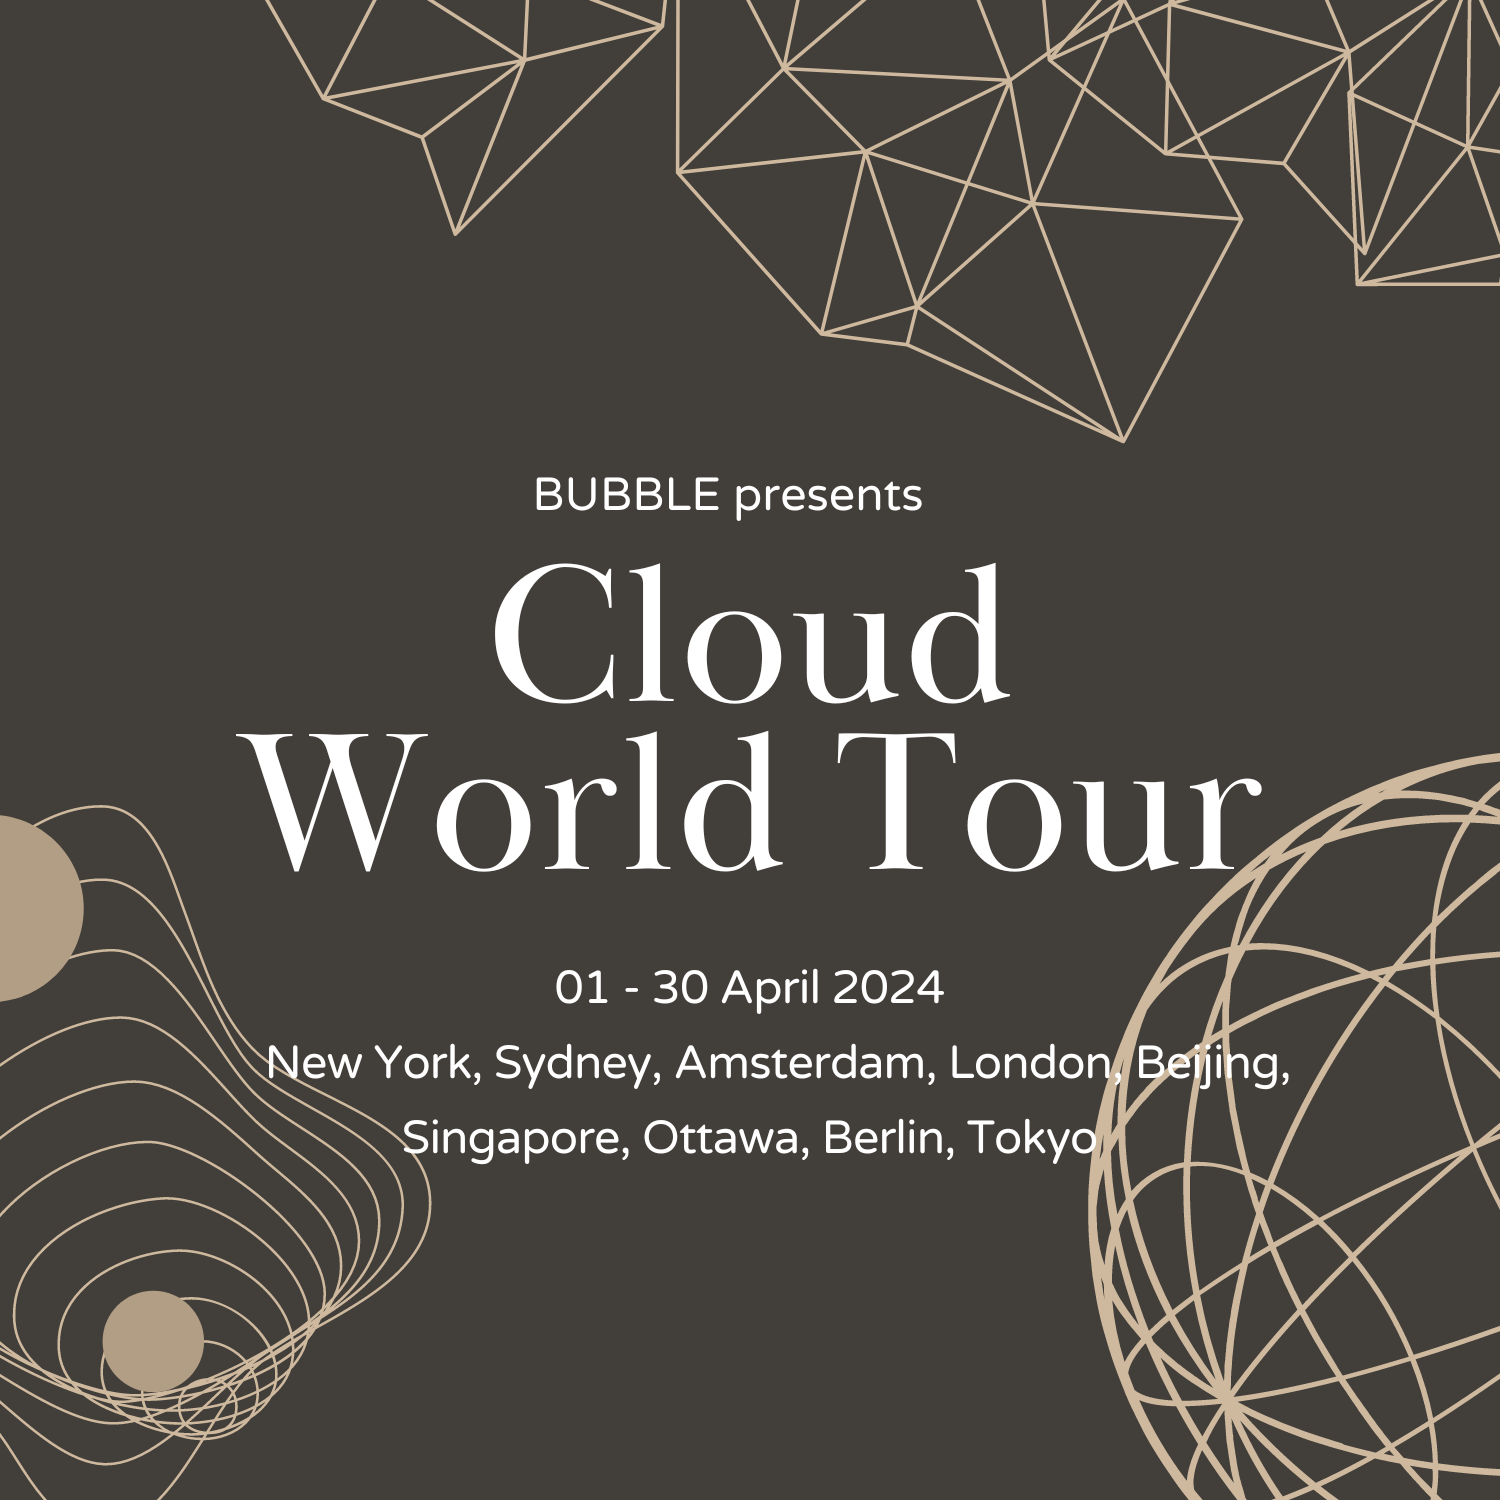 BUBBLE presents
Cloud
World Tour
01 - 30 April 2024
New York, Sydney, Amsterdam, London, Beijing,
Singapore, Ottawa, Berlin, Tokyo